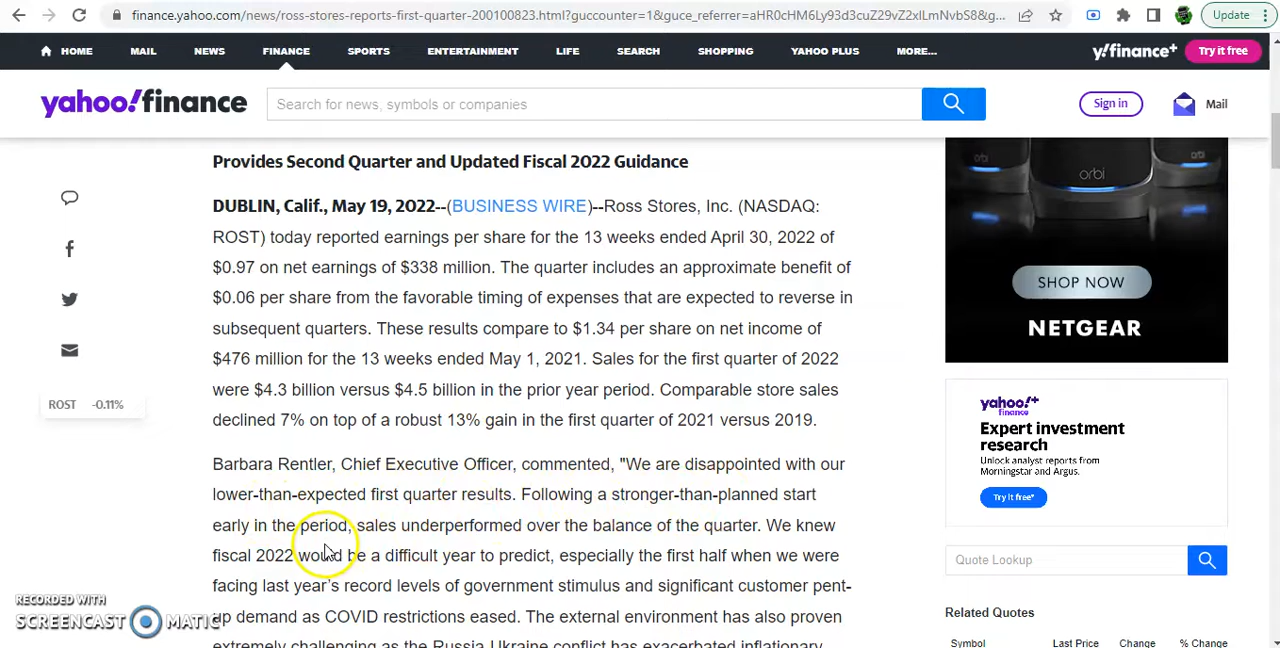 finance.yahoo.com/news/ross-stores-reports-first-quarter-200100823.html?guccounter=1&guce_referrer=aHR0cHM6Ly93d3cuZ29vZ2xlLmNvbS8&g...
Update
HOME MAIL NEWS FINANCE SPORTS ENTERTAINMENT LIFE SEARCH SHOPPING YAHOO PLUS MORE...
y!finance+ Try it free
yahoo!finance
Search for news, symbols or companies
Sign in
Mail
Provides Second Quarter and Updated Fiscal 2022 Guidance
DUBLIN, Calif., May 19, 2022--(BUSINESS WIRE)--Ross Stores, Inc. (NASDAQ:
ROST) today reported earnings per share for the 13 weeks ended April 30, 2022 of
$0.97 on net earnings of $338 million. The quarter includes an approximate benefit of
$0.06 per share from the favorable timing of expenses that are expected to reverse in
subsequent quarters. These results compare to $1.34 per share on net income of
$476 million for the 13 weeks ended May 1, 2021. Sales for the first quarter of 2022
were $4.3 billion versus $4.5 billion in the prior year period. Comparable store sales
declined 7% on top of a robust 13% gain in the first quarter of 2021 versus 2019.
Barbara Rentler, Chief Executive Officer, commented, "We are disappointed with our
lower-than-expected first quarter results. Following a stronger-than-planned start
early in the period, sales underperformed over the balance of the quarter. We knew
fiscal 2022 would be a difficult year to predict, especially the first half when we were
facing last year's record levels of government stimulus and significant customer pent-
up demand as COVID restrictions eased. The external environment has also proven
extremely challenging as the Russia-Ukraine conflict has exacerbated inflationary
ROST -0.11%
orbi
SHOP NOW
NETGEAR
yahoo!+
finance
Expert investment
research
Unlock analyst reports from
Morningstar and Argus.
Try it free*
Quote Lookup
Related Quotes
Symbol Last Price Change % Change
RECORDED WITH
SCREENCAST MATIC